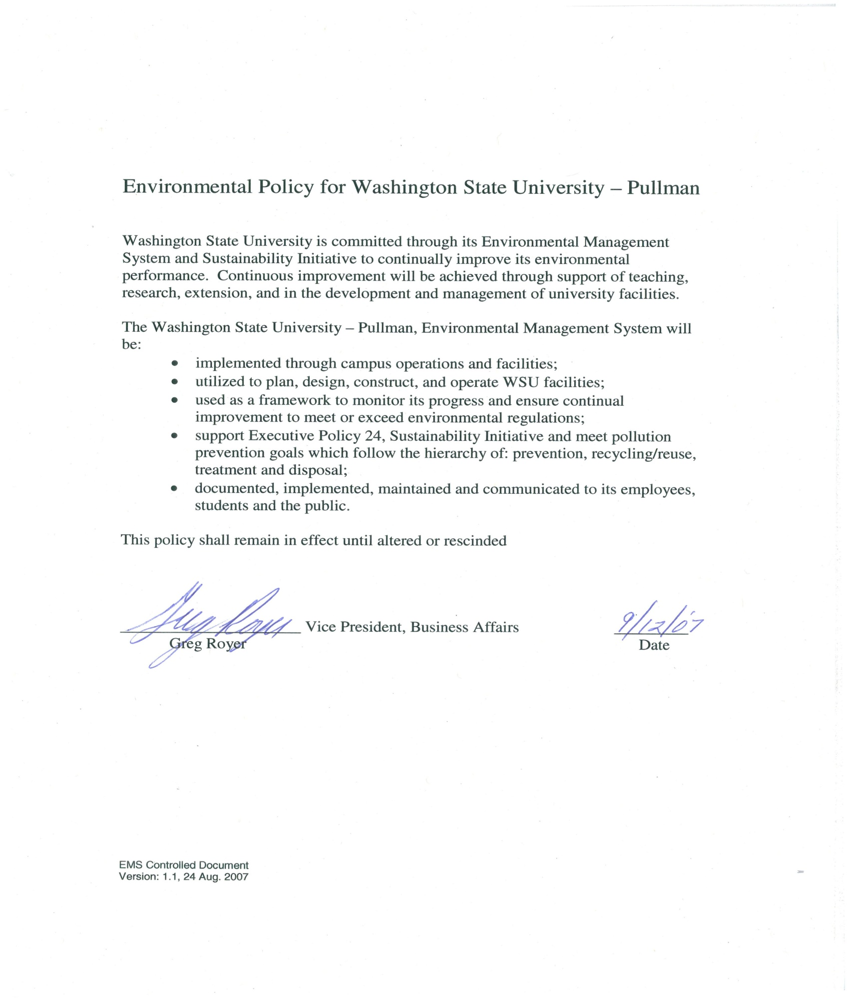 Environmental Policy for Washington State University – Pullman
Washington State University is committed through its Environmental Management
System and Sustainability Initiative to continually improve its environmental
performance.  Continuous improvement will be achieved through support of teaching,
research, extension, and in the development and management of university facilities.
The Washington State University – Pullman, Environmental Management System will
be:
• implemented through campus operations and facilities;
• utilized to plan, design, construct, and operate WSU facilities;
• used as a framework to monitor its progress and ensure continual
improvement to meet or exceed environmental regulations;
• support Executive Policy 24, Sustainability Initiative and meet pollution
prevention goals which follow the hierarchy of: prevention, recycling/reuse,
treatment and disposal;
• documented, implemented, maintained and communicated to its employees,
students and the public.
This policy shall remain in effect until altered or rescinded
Greg Royer Vice President, Business Affairs 9/12/07
Greg Royer Date
EMS Controlled Document
Version: 1.1, 24 Aug. 2007